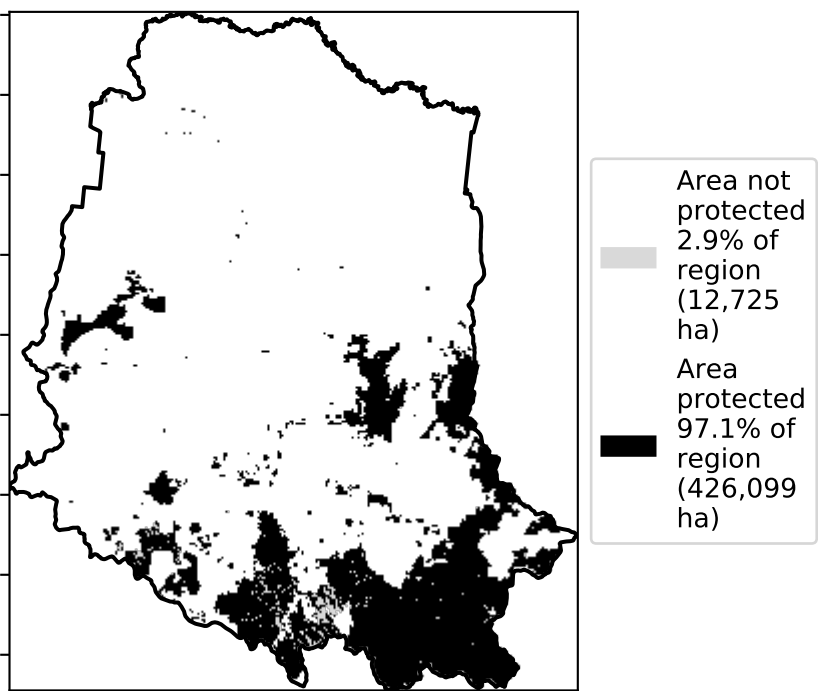 Area not
protected
2.9% of
region
(12,725
ha)
Area
protected
97.1% of
region
(426,099
ha)